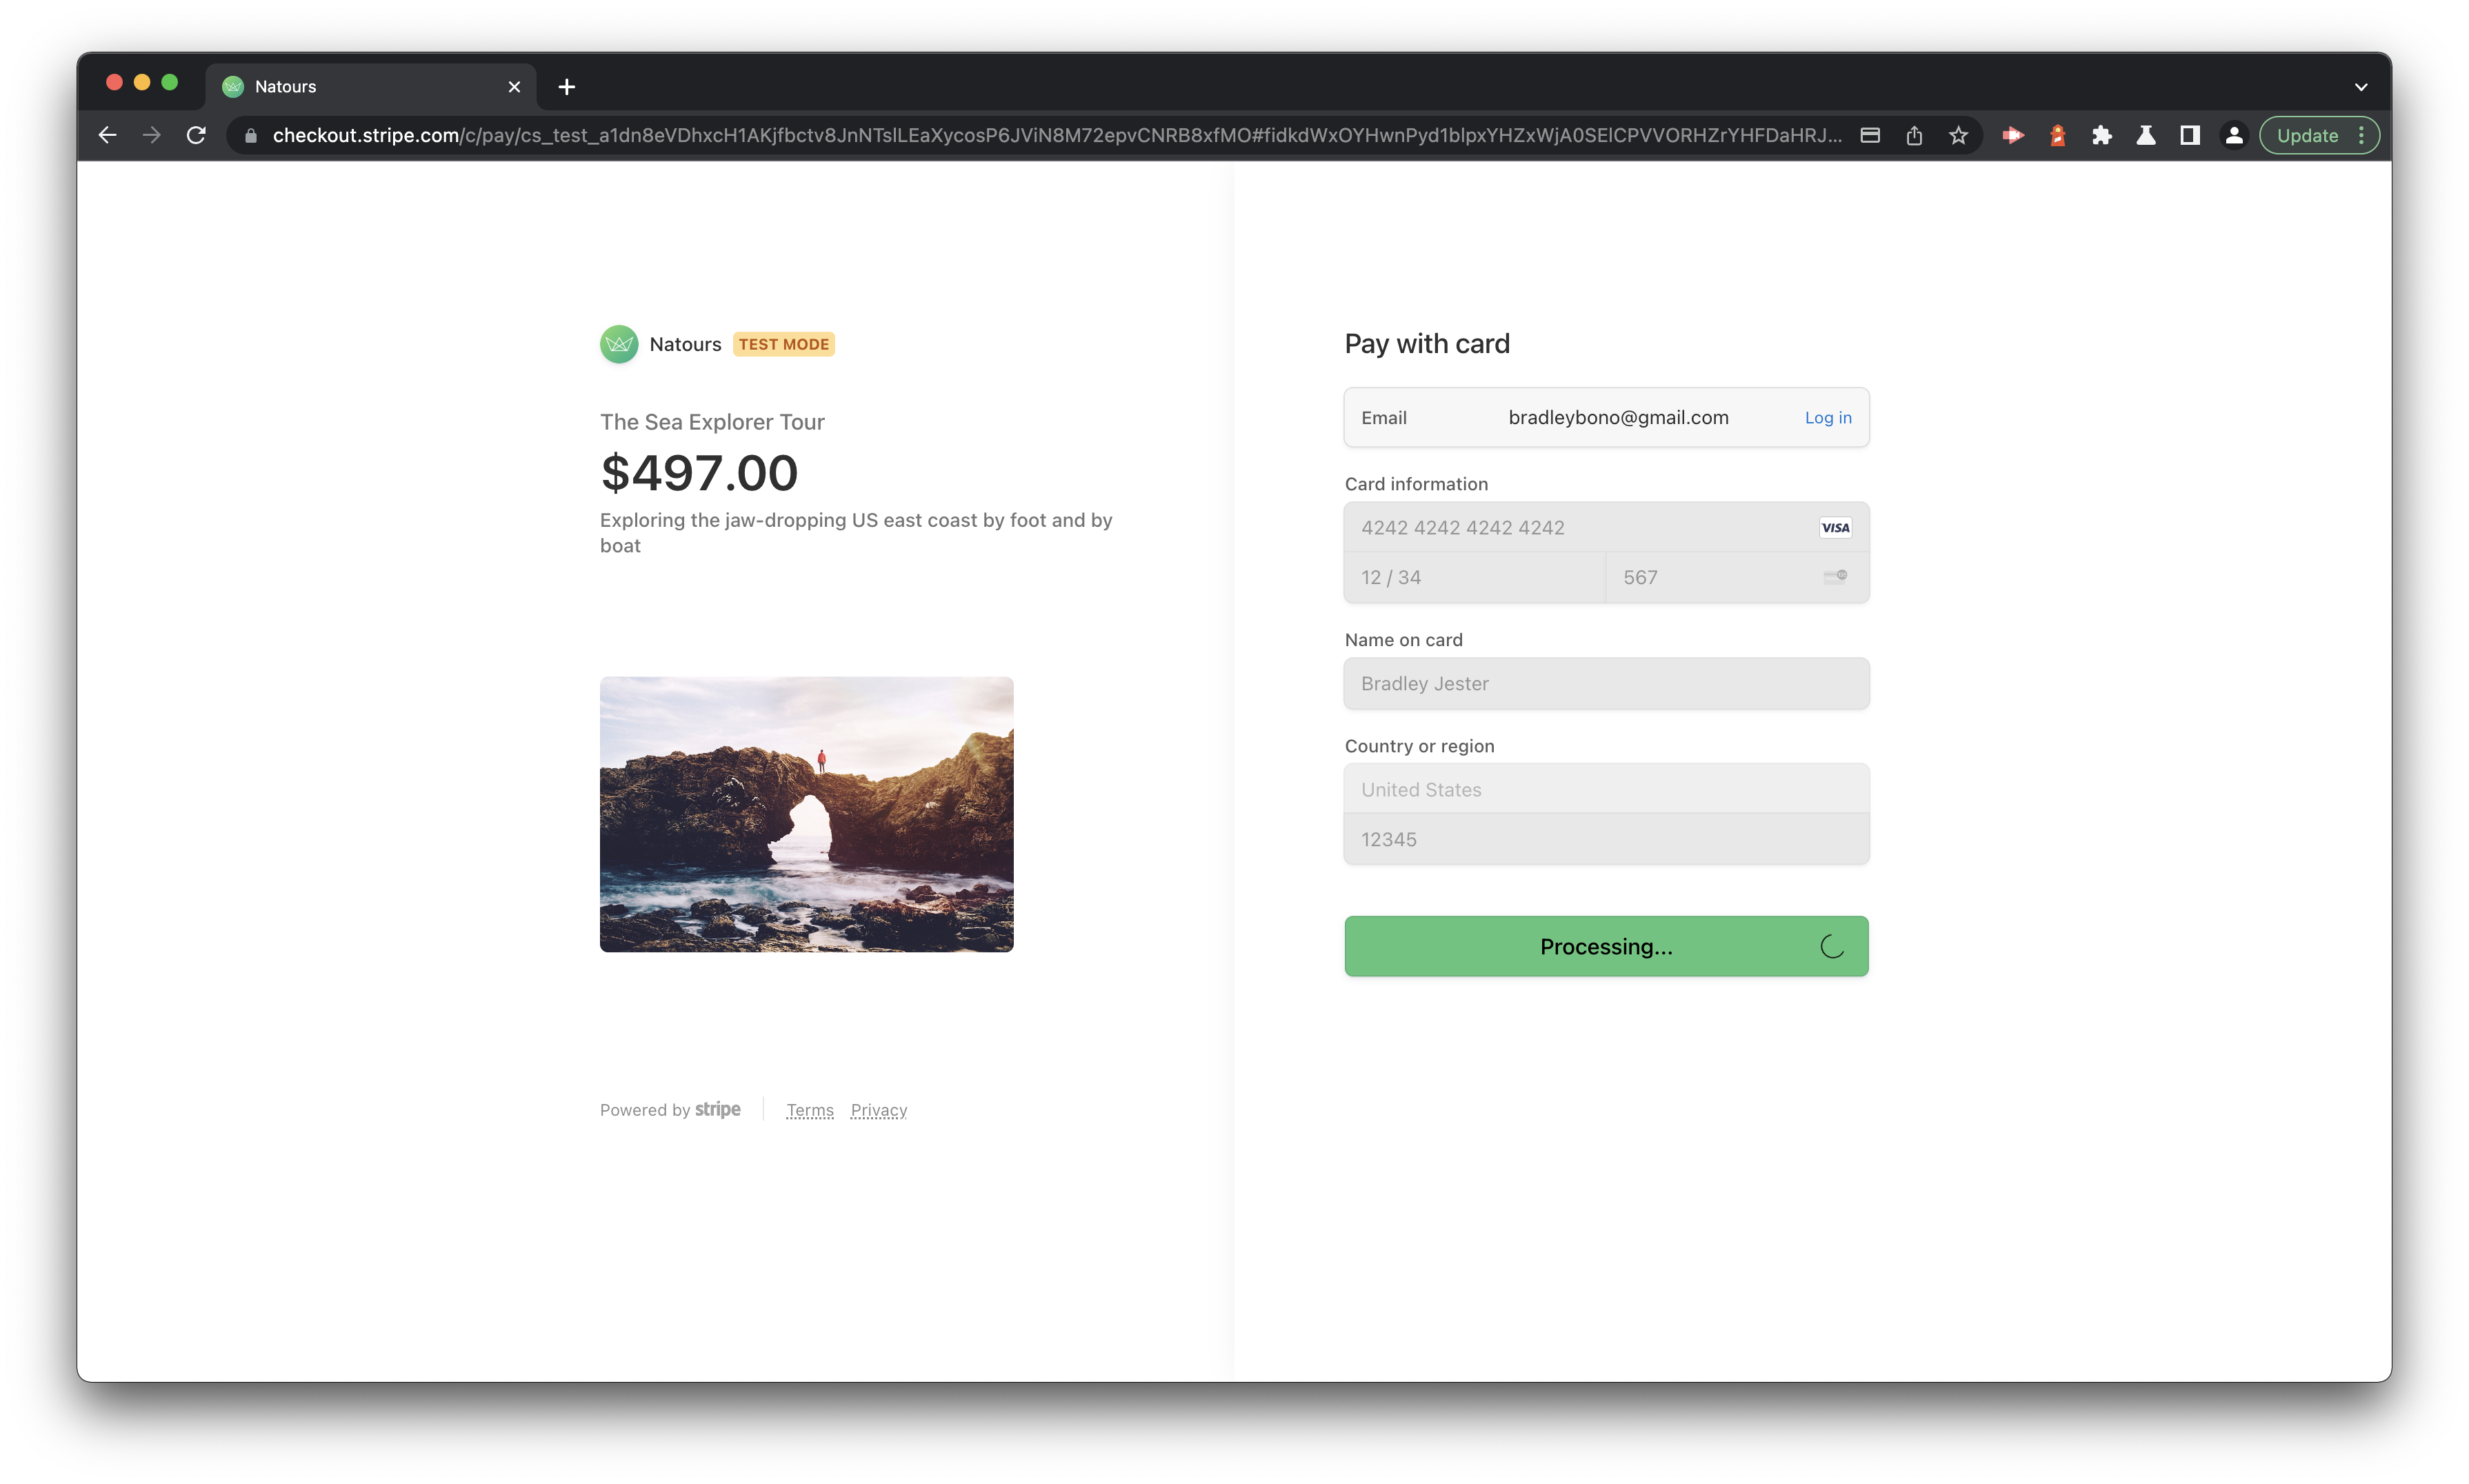 Natours
checkout.stripe.com/c/pay/cs_test_a1dn8eVDhxcH1AKjfbctv8JnNTslLEaXycosP6JViN8M72epvCNRB8xfMO#fidkdWxOYHwnPyd1blpxYHZxWjA0SElCPVVORHZrYHFDaHRJ...
Update
Natours TEST MODE
The Sea Explorer Tour
$497.00
Exploring the jaw-dropping US east coast by foot and by
boat
Powered by stripe
Terms Privacy
Pay with card
Email bradleybono@gmail.com Log in
Card information
4242 4242 4242 4242 VISA
12 / 34 567
Name on card
Bradley Jester
Country or region
United States
12345
Processing...